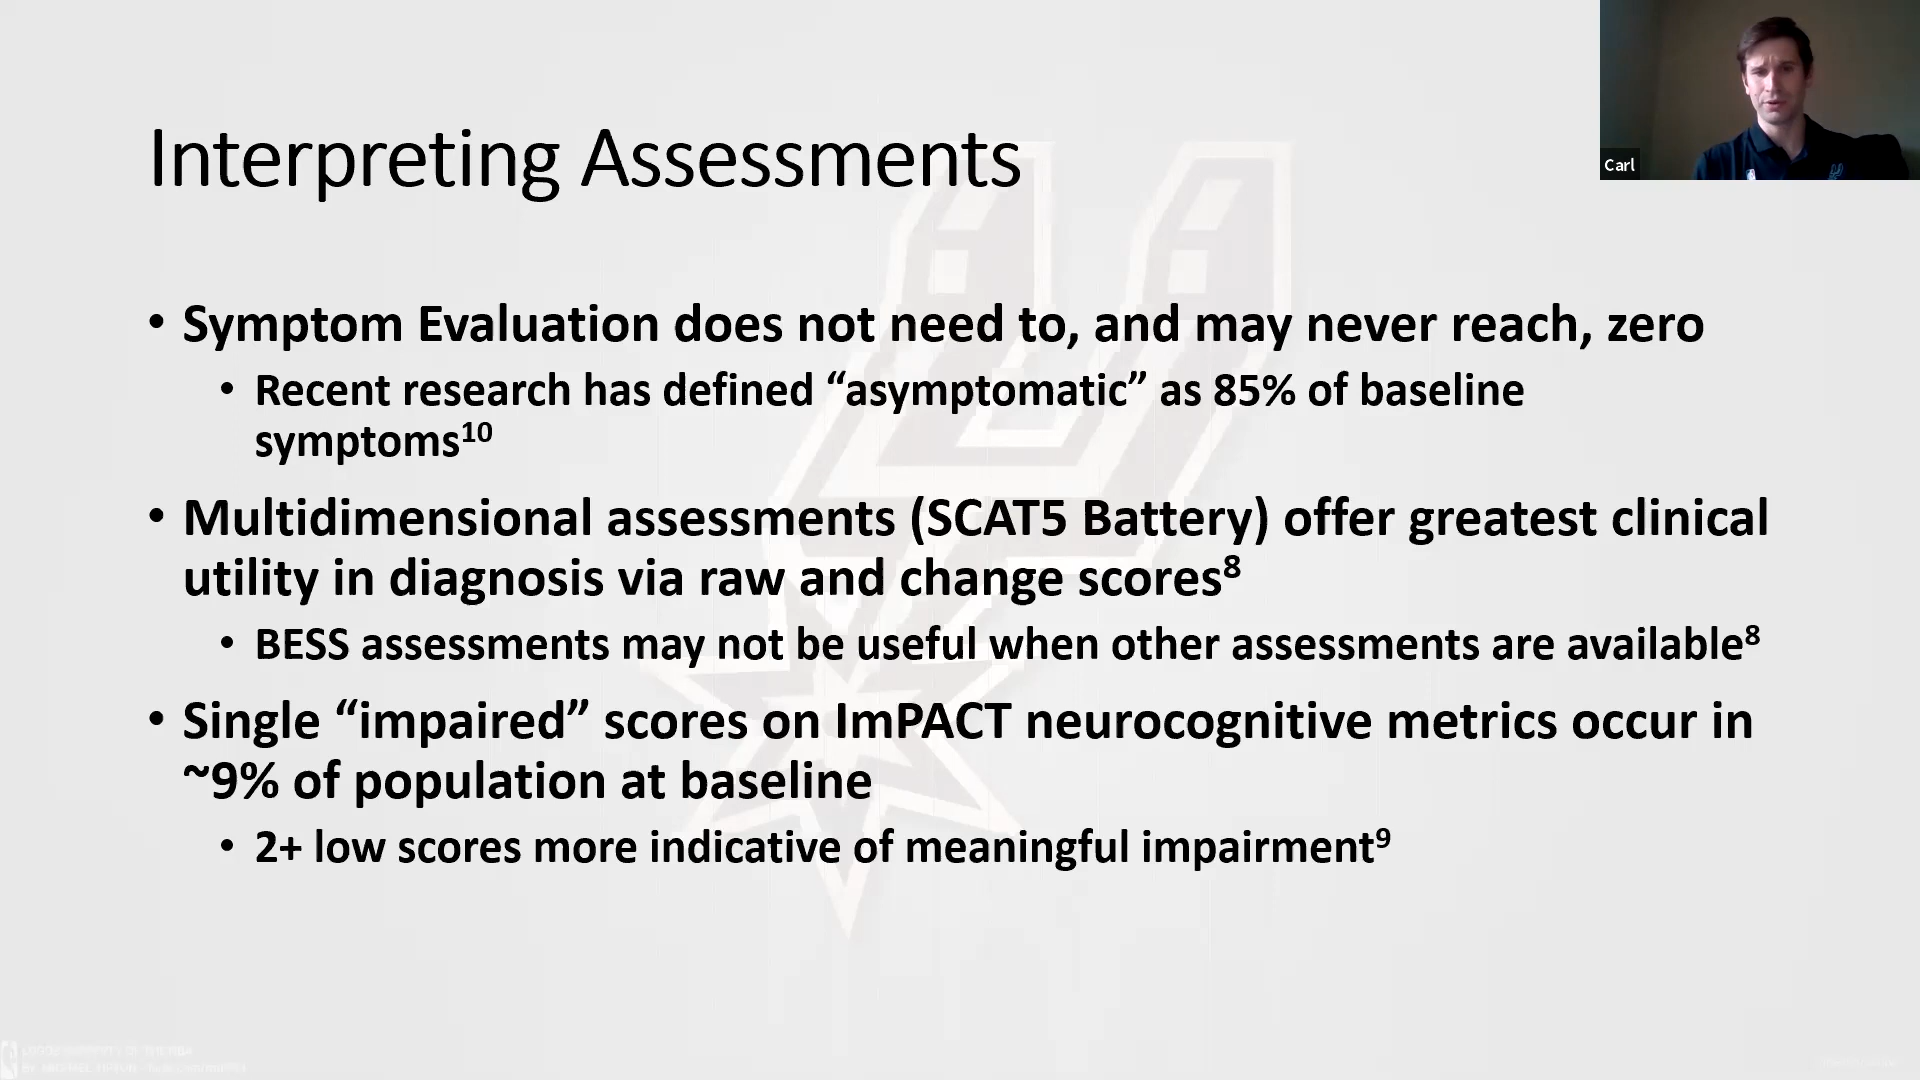 Carl
Interpreting Assessments
• Symptom Evaluation does not need to, and may never reach, zero
• Recent research has defined “asymptomatic” as 85% of baseline
symptoms¹⁰
• Multidimensional assessments (SCAT5 Battery) offer greatest clinical
utility in diagnosis via raw and change scores⁸
• BESS assessments may not be useful when other assessments are available⁸
• Single “impaired” scores on ImPACT neurocognitive metrics occur in
~9% of population at baseline
• 2+ low scores more indicative of meaningful impairment⁹